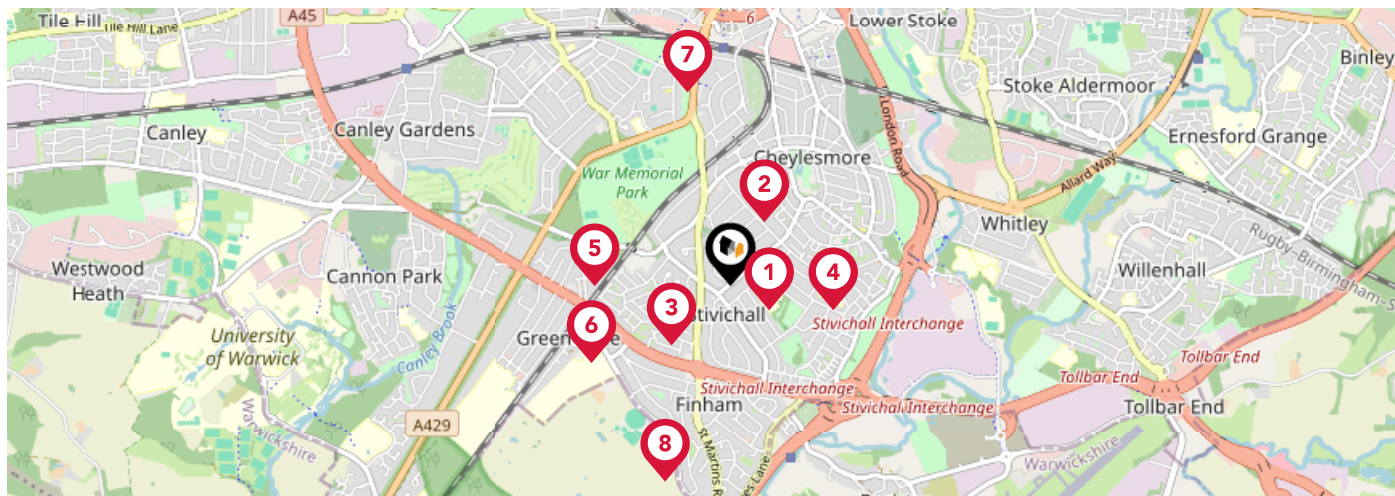 Tile Hill
Tile Hill Lane
A45
6
Lower Stoke
Binley
7
Stoke Aldermoor
Canley
Canley Gardens
London Road
Ernesford Grange
Cheylesmore
War Memorial
Park
Allard Way
2
Whitley
5
1
4
Rugby-Birmingham
Westwood
Heath
Cannon Park
Willenhall
3
Stivichall
6
Stivichall Interchange
University
of Warwick
Canley Brook
Tollbar End
Tollbar End
Stivichall Interchange
Finham
Stivichal Interchange
Tollbar End
Warwickshire
A429
8
St Martins R
es Lane
Warwickshire